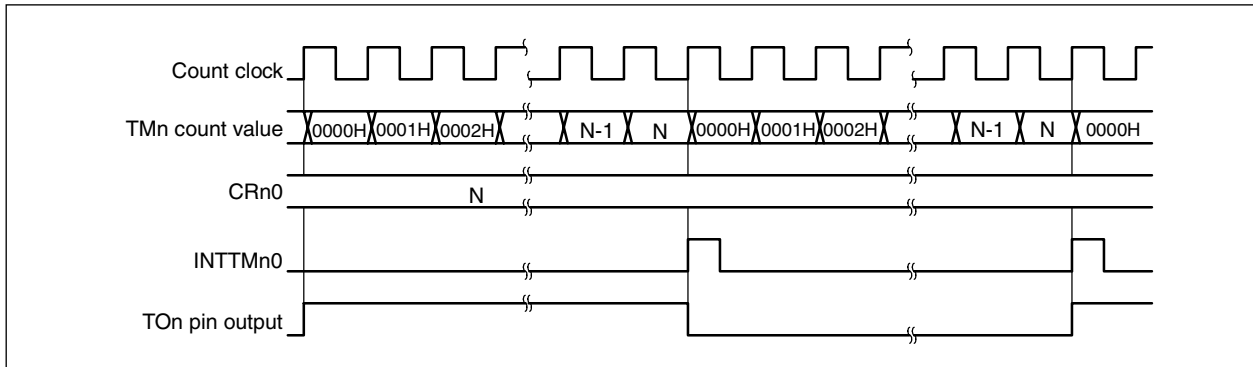 Count clock
TMn count value
0000H 0001H 0002H N-1 N 0000H 0001H 0002H N-1 N 0000H
CRn0
N
INTTMn0
TOn pin output